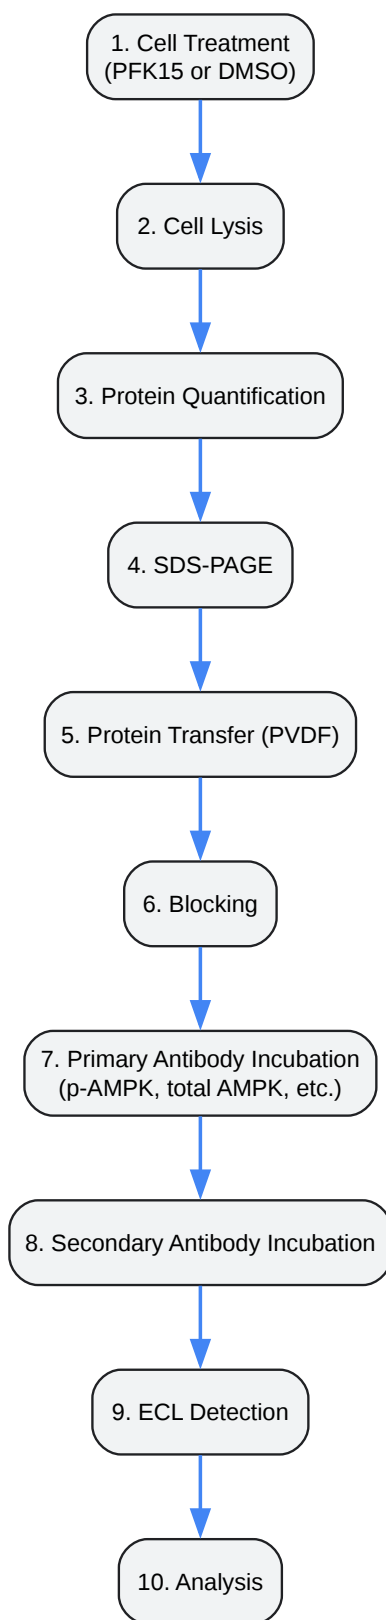 1. Cell Treatment
(PFK15 or DMSO)
2. Cell Lysis
3. Protein Quantification
4. SDS-PAGE
5. Protein Transfer (PVDF)
6. Blocking
7. Primary Antibody Incubation
(p-AMPK, total AMPK, etc.)
8. Secondary Antibody Incubation
9. ECL Detection
10. Analysis